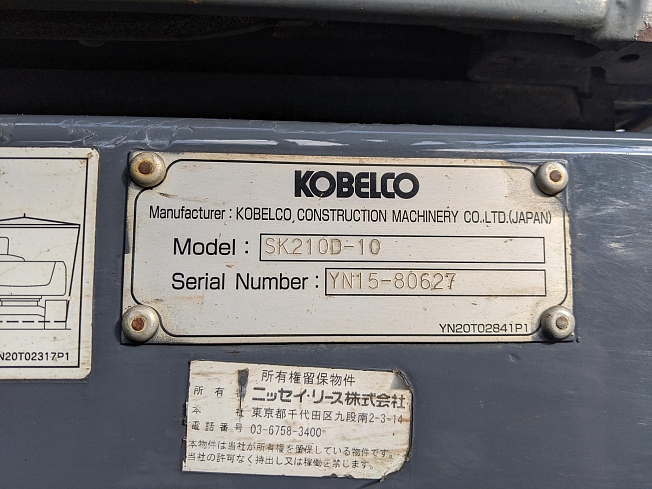 KOBELCO
Manufacturer : KOBELCO, CONSTRUCTION MACHINERY CO.,LTD.(JAPAN)
Model : SK210D-10
Serial Number : YN15-80627
YN20T02841P1
N20T02317P1
所有権留保物件
所有 ニッセイ・リース株式会社
本 社 東京都千代田区九段南2-3-14
電話番号 03-6758-3400
本物件は当社が所有権を留保している物件です。
当社の許可なく持出し又は稼働を禁じます。